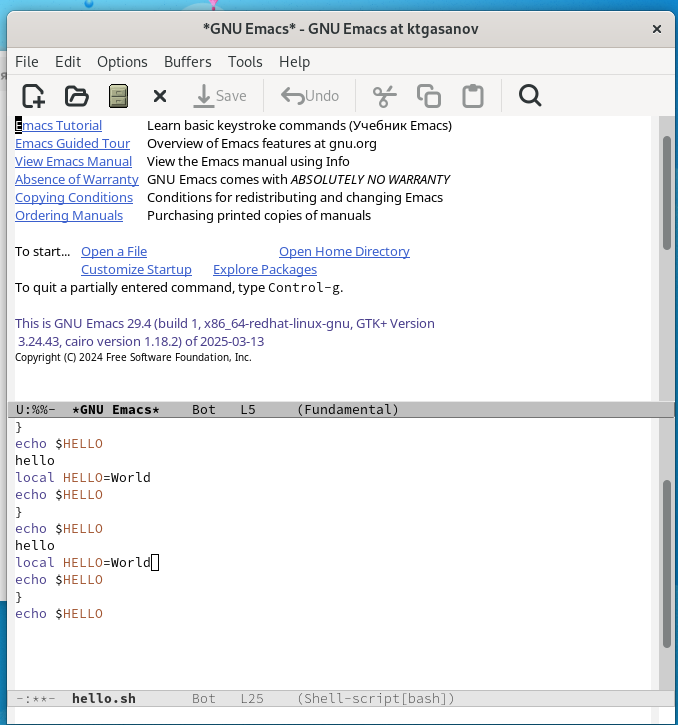 *GNU Emacs* - GNU Emacs at ktgasanov
File Edit Options Buffers Tools Help
Save Undo
Emacs Tutorial Learn basic keystroke commands (Учебник Emacs)
Emacs Guided Tour Overview of Emacs features at gnu.org
View Emacs Manual View the Emacs manual using Info
Absence of Warranty GNU Emacs comes with ABSOLUTELY NO WARRANTY
Copying Conditions Conditions for redistributing and changing Emacs
Ordering Manuals Purchasing printed copies of manuals
To start... Open a File Open Home Directory
Customize Startup Explore Packages
To quit a partially entered command, type Control-g.
This is GNU Emacs 29.4 (build 1, x86_64-redhat-linux-gnu, GTK+ Version
3.24.43, cairo version 1.18.2) of 2025-03-13
Copyright (C) 2024 Free Software Foundation, Inc.
U:%%- *GNU Emacs* Bot L5 (Fundamental)
}
echo $HELLO
hello
local HELLO=World
echo $HELLO
}
echo $HELLO
hello
local HELLO=World
echo $HELLO
}
echo $HELLO
-:**- hello.sh Bot L25 (Shell-script[bash])